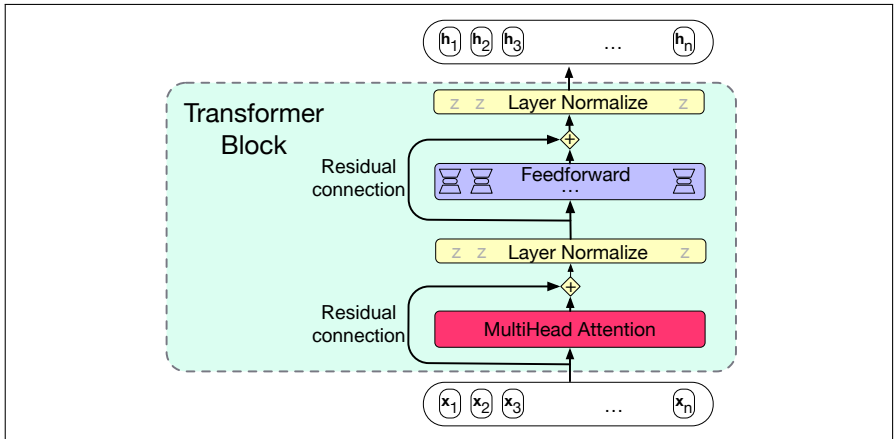 h1 h2 h3 ... hn
Transformer
Block
z z Layer Normalize z
+
Residual
connection
Feedforward
...
z z Layer Normalize z
+
Residual
connection
MultiHead Attention
x1 x2 x3 ... xn